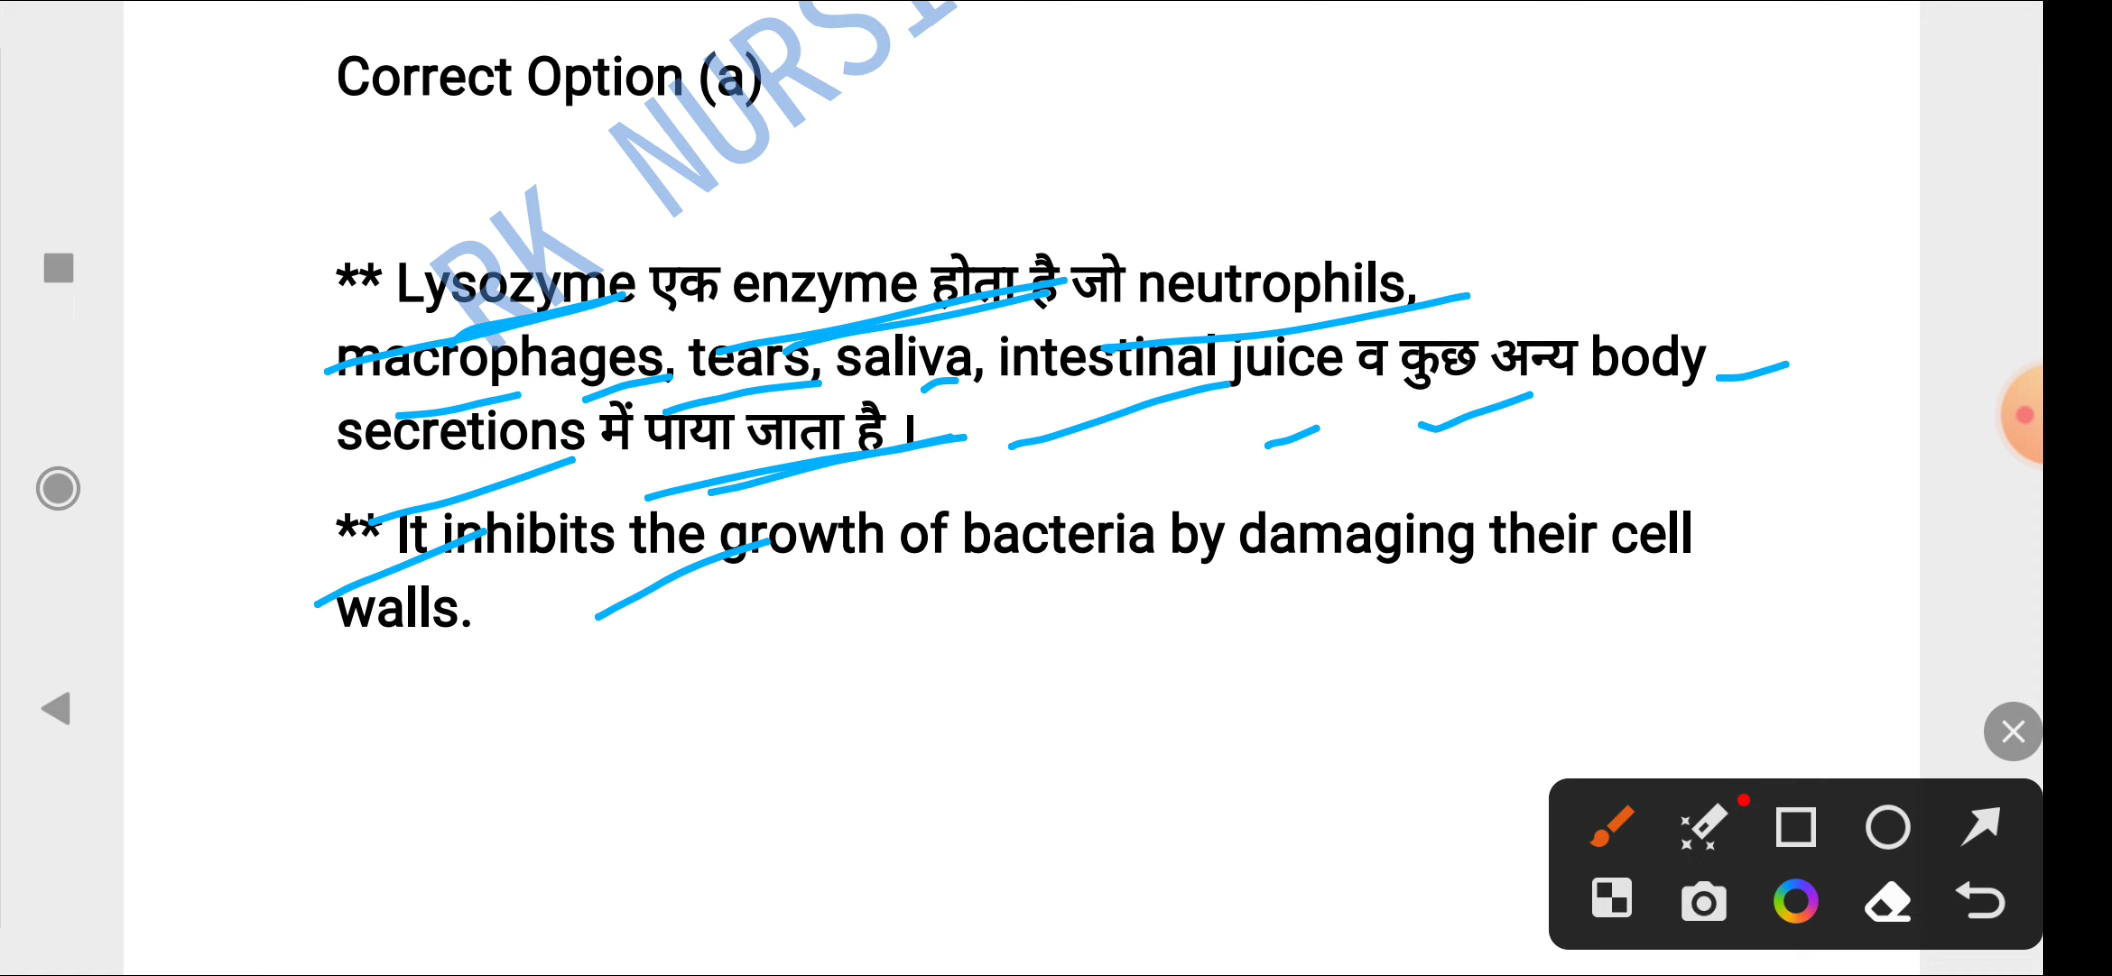 Correct Option (a)
RK NURSI
** Lysozyme एक enzyme होता है जो neutrophils,
macrophages, tears, saliva, intestinal juice व कुछ अन्य body
secretions में पाया जाता है ।
** It inhibits the growth of bacteria by damaging their cell
walls.